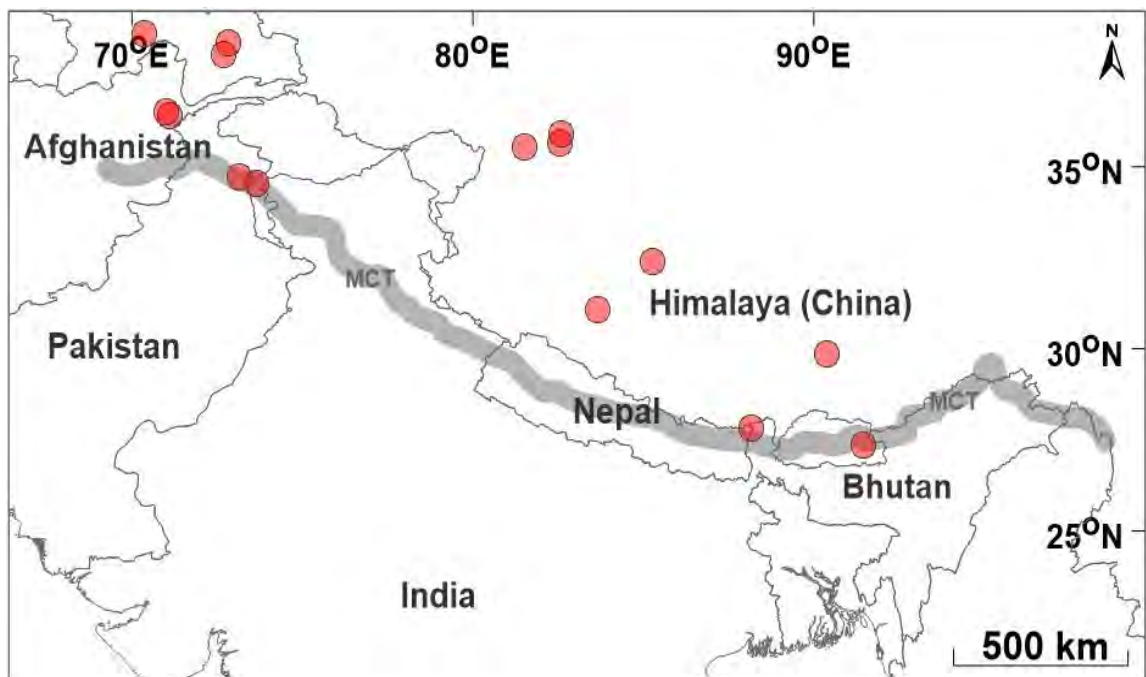 N
70°E
80°E
90°E
Afghanistan
35°N
MCT
Himalaya (China)
Pakistan
30°N
Nepal
MCT
Bhutan
25°N
India
500 km